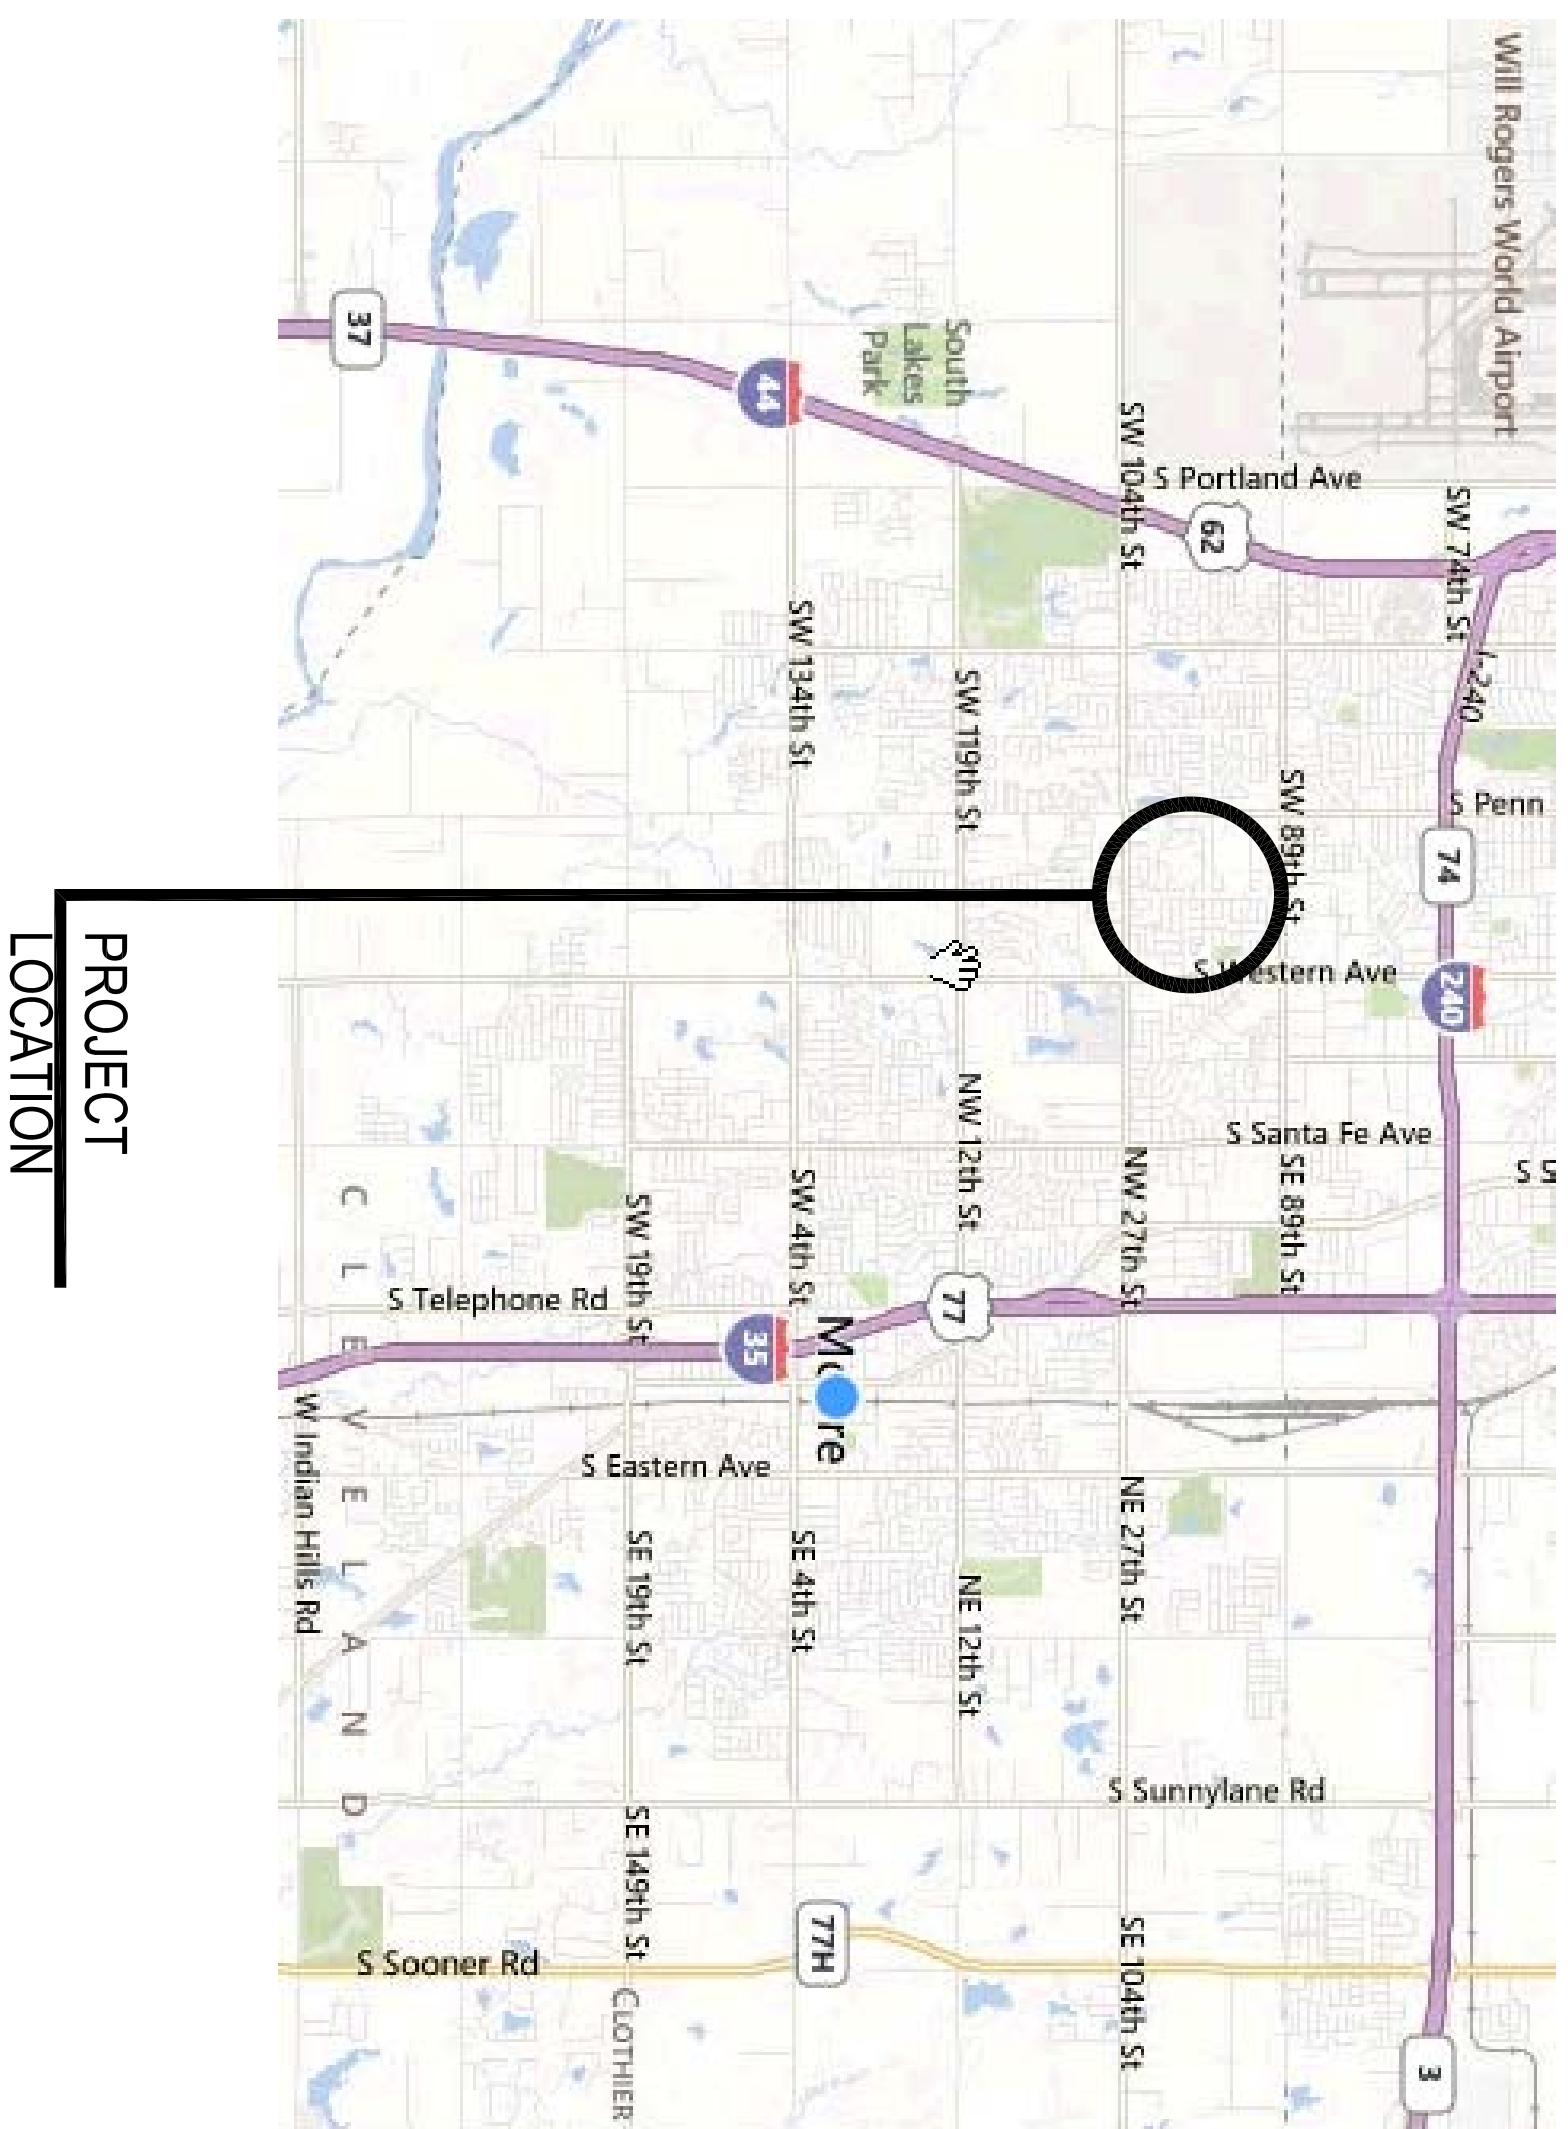 Will Rogers World Airport
37
44
South
Lakes
Park
SW 104th St
S Portland Ave
62
SW 74th St
I-240
SW 134th St
SW 119th St
SW 89th St
S Penn
74
PROJECT
LOCATION
S Western Ave
240
NW 12th St
S Santa Fe Ave
NW 27th St
SE 89th St
SW 4th St
SW 19th St
S Telephone Rd
77
35
Moore
W Indian Hills Rd
S Eastern Ave
NE 27th St
SE 19th St
SE 4th St
NE 12th St
CLEVELAND
S Sunnylane Rd
SE 149th St
77H
S Sooner Rd
SE 104th St
CLOTHIER
3